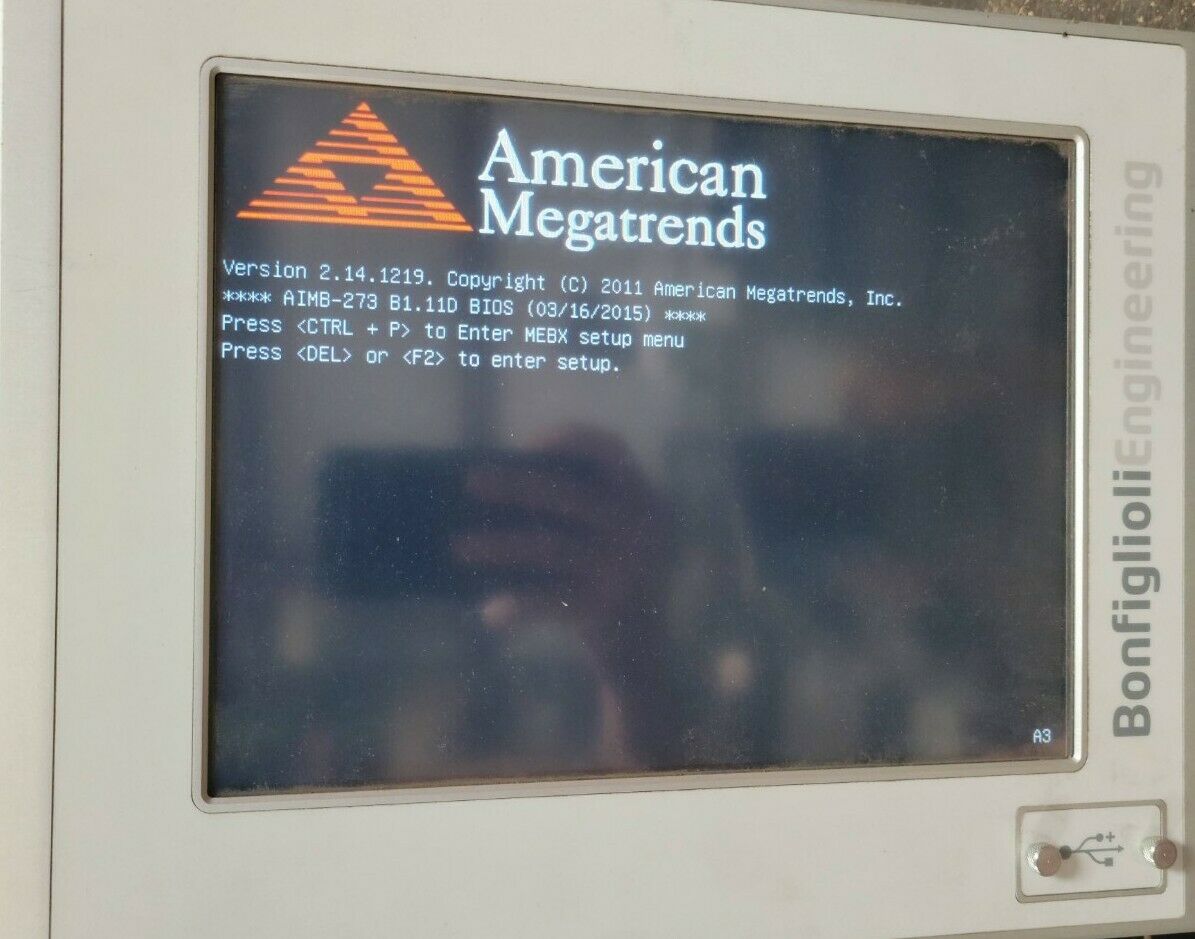 American
Megatrends
Version 2.14.1219. Copyright (C) 2011 American Megatrends, Inc.
**** AIMB-273 B1.11D BIOS (03/16/2015) ****
Press <CTRL + P> to Enter MEBX setup menu
Press <DEL> or <F2> to enter setup.
A3
BonfiglioliEngineering